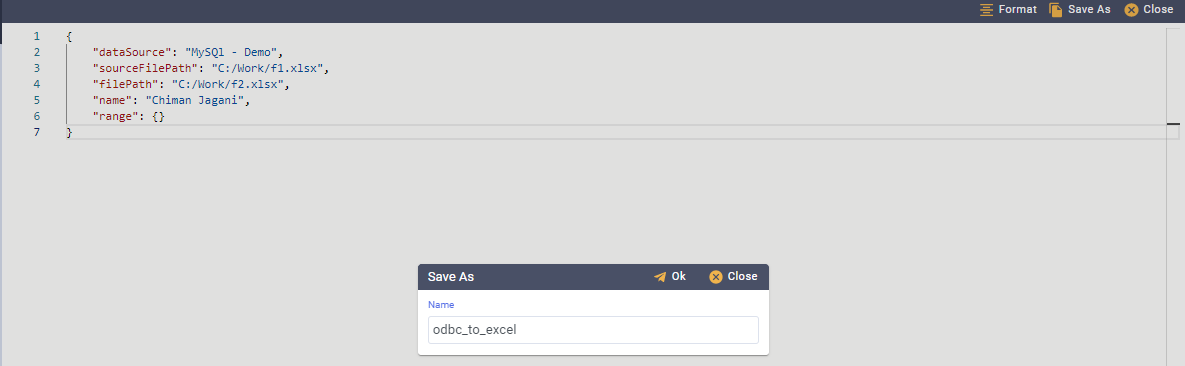 Format Save As Close
1 {
2 "dataSource": "MySQl - Demo",
3 "sourceFilePath": "C:/Work/f1.xlsx",
4 "filePath": "C:/Work/f2.xlsx",
5 "name": "Chiman Jagani",
6 "range": {}
7 }
Save As Ok Close
Name
odbc_to_excel